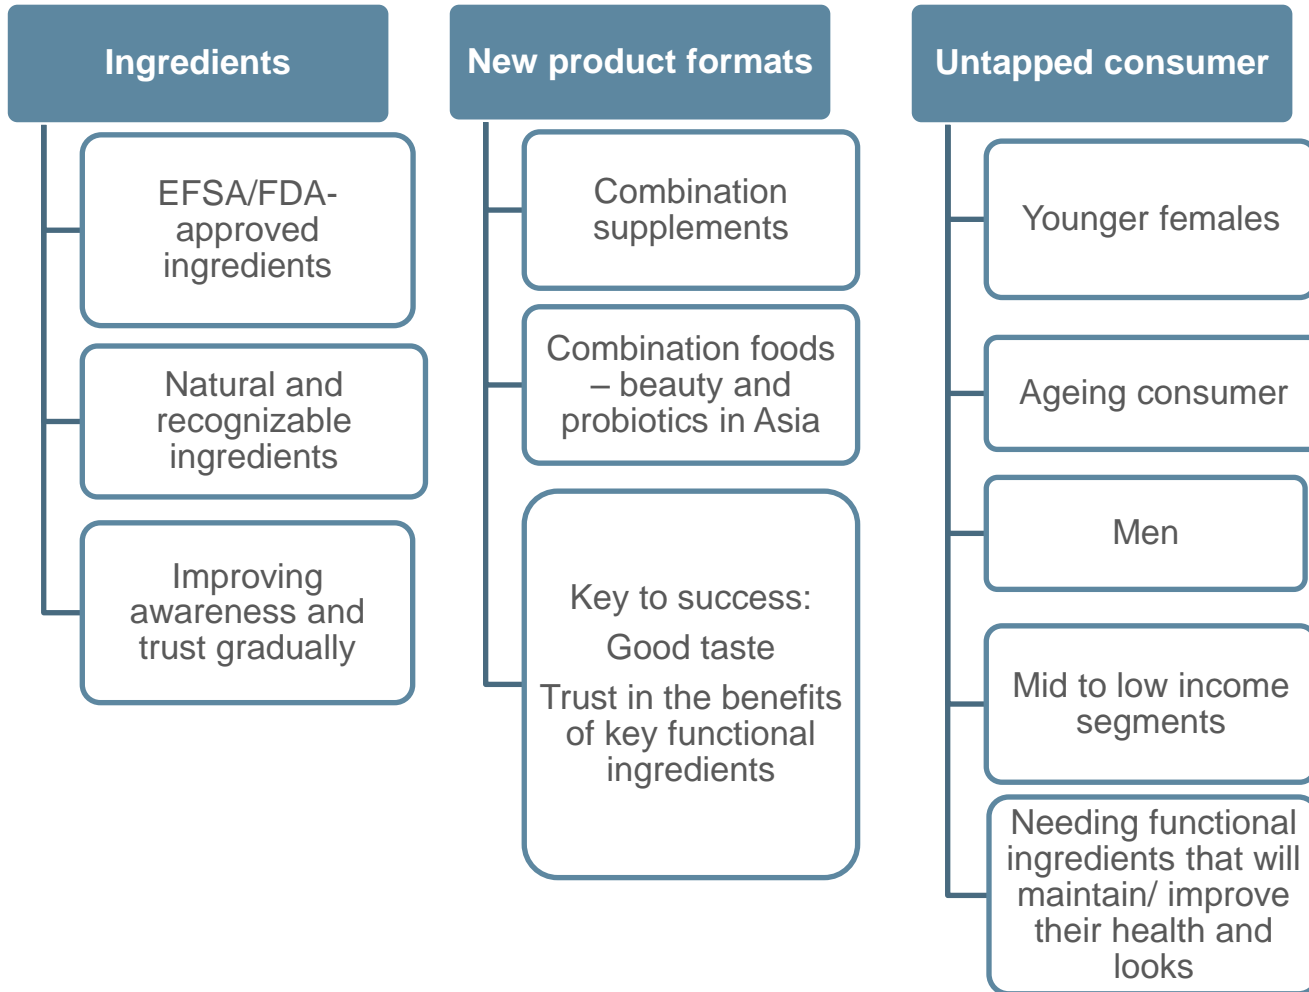 Ingredients
EFSA/FDA-
approved
ingredients
Natural and
recognizable
ingredients
Improving
awareness and
trust gradually
New product formats
Combination
supplements
Combination foods
– beauty and
probiotics in Asia
Key to success:
Good taste
Trust in the benefits
of key functional
ingredients
Untapped consumer
Younger females
Ageing consumer
Men
Mid to low income
segments
Needing functional
ingredients that will
maintain/ improve
their health and
looks